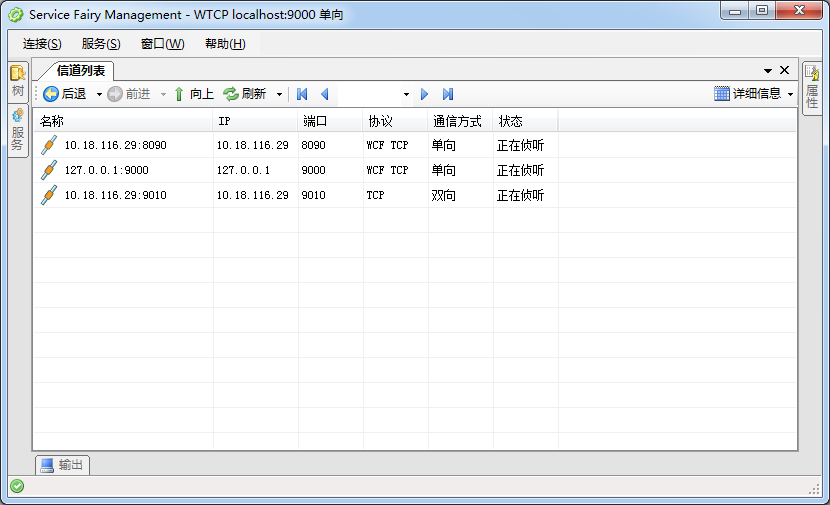 Service Fairy Management - WTCP localhost:9000 单向
连接(S) 服务(S) 窗口(W) 帮助(H)
树
服务
信道列表
属性
后退 前进 向上 刷新 详细信息
名称 IP 端口 协议 通信方式 状态
10.18.116.29:8090 10.18.116.29 8090 WCF TCP 单向 正在侦听
127.0.0.1:9000 127.0.0.1 9000 WCF TCP 单向 正在侦听
10.18.116.29:9010 10.18.116.29 9010 TCP 双向 正在侦听
输出